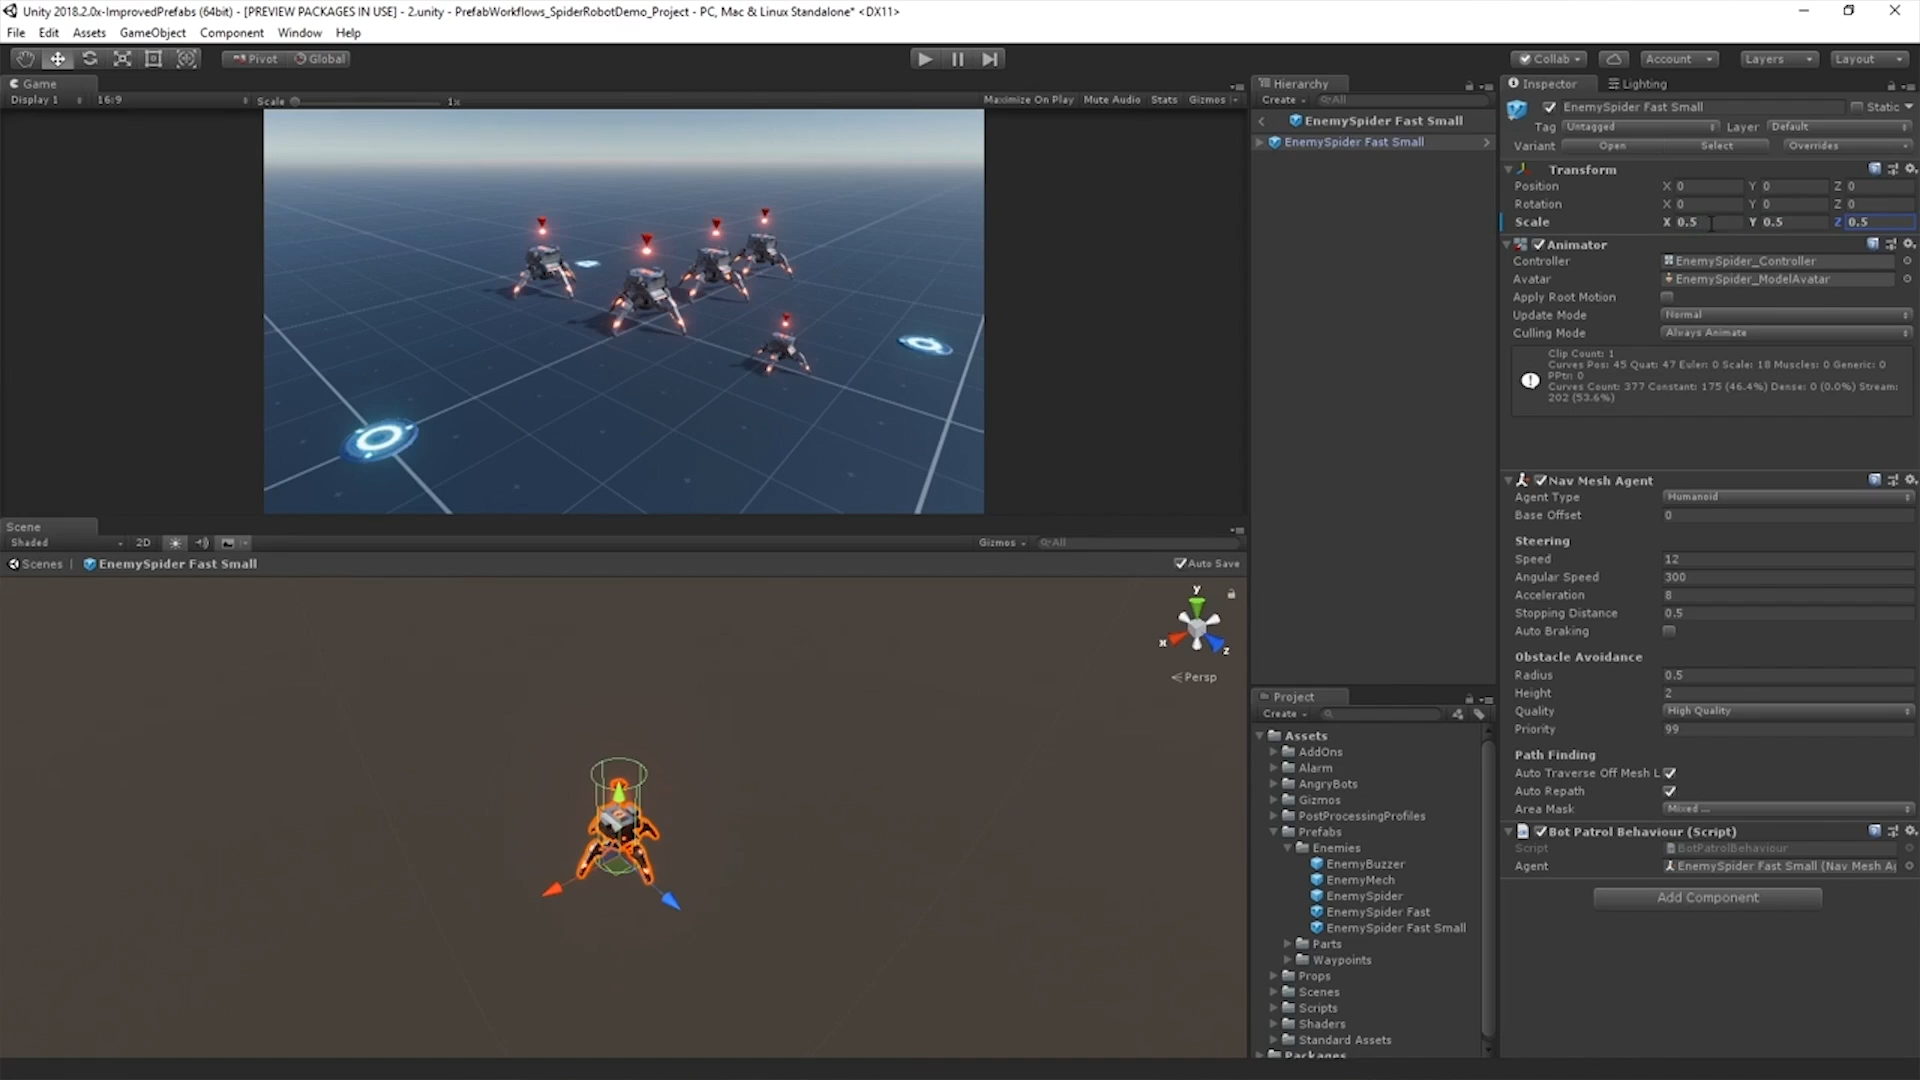 Unity 2018.2.0x-ImprovedPrefabs (64bit) - [PREVIEW PACKAGES IN USE] - 2.unity - PrefabWorkflows_SpiderRobotDemo_Project - PC, Mac & Linux Standalone* <DX11>
File Edit Assets GameObject Component Window Help
Pivot Global Collab Account Layers Layout
Game
Display 1 16:9 Scale 1x Maximize On Play Mute Audio Stats Gizmos
Scene
Shaded 2D Gizmos All
Scenes | EnemySpider Fast Small Auto Save
y
x
z
Persp
Hierarchy
Create All
EnemySpider Fast Small
EnemySpider Fast Small
Project
Create
Assets
AddOns
Alarm
AngryBots
Gizmos
PostProcessingProfiles
Prefabs
Enemies
EnemyBuzzer
EnemyMech
EnemySpider
EnemySpider Fast
EnemySpider Fast Small
Parts
Waypoints
Props
Scenes
Scripts
Shaders
Standard Assets
Packages
Inspector Lighting
EnemySpider Fast Small Static
Tag Untagged Layer Default
Variant Open Select Overrides
Transform
Position X 0 Y 0 Z 0
Rotation X 0 Y 0 Z 0
Scale X 0.5 Y 0.5 Z 0.5
Animator
Controller EnemySpider_Controller
Avatar EnemySpider_ModelAvatar
Apply Root Motion
Update Mode Normal
Culling Mode Always Animate
Clip Count: 1
Curves Pos: 45 Quat: 47 Euler: 0 Scale: 18 Muscles: 0 Generic: 0
PPtr: 0
Curves Count: 377 Constant: 175 (46.4%) Dense: 0 (0.0%) Stream:
202 (53.6%)
Nav Mesh Agent
Agent Type Humanoid
Base Offset 0
Steering
Speed 12
Angular Speed 300
Acceleration 8
Stopping Distance 0.5
Auto Braking
Obstacle Avoidance
Radius 0.5
Height 2
Quality High Quality
Priority 99
Path Finding
Auto Traverse Off Mesh L
Auto Repath
Area Mask Mixed ...
Bot Patrol Behaviour (Script)
Script BotPatrolBehaviour
Agent EnemySpider Fast Small (Nav Mesh A
Add Component